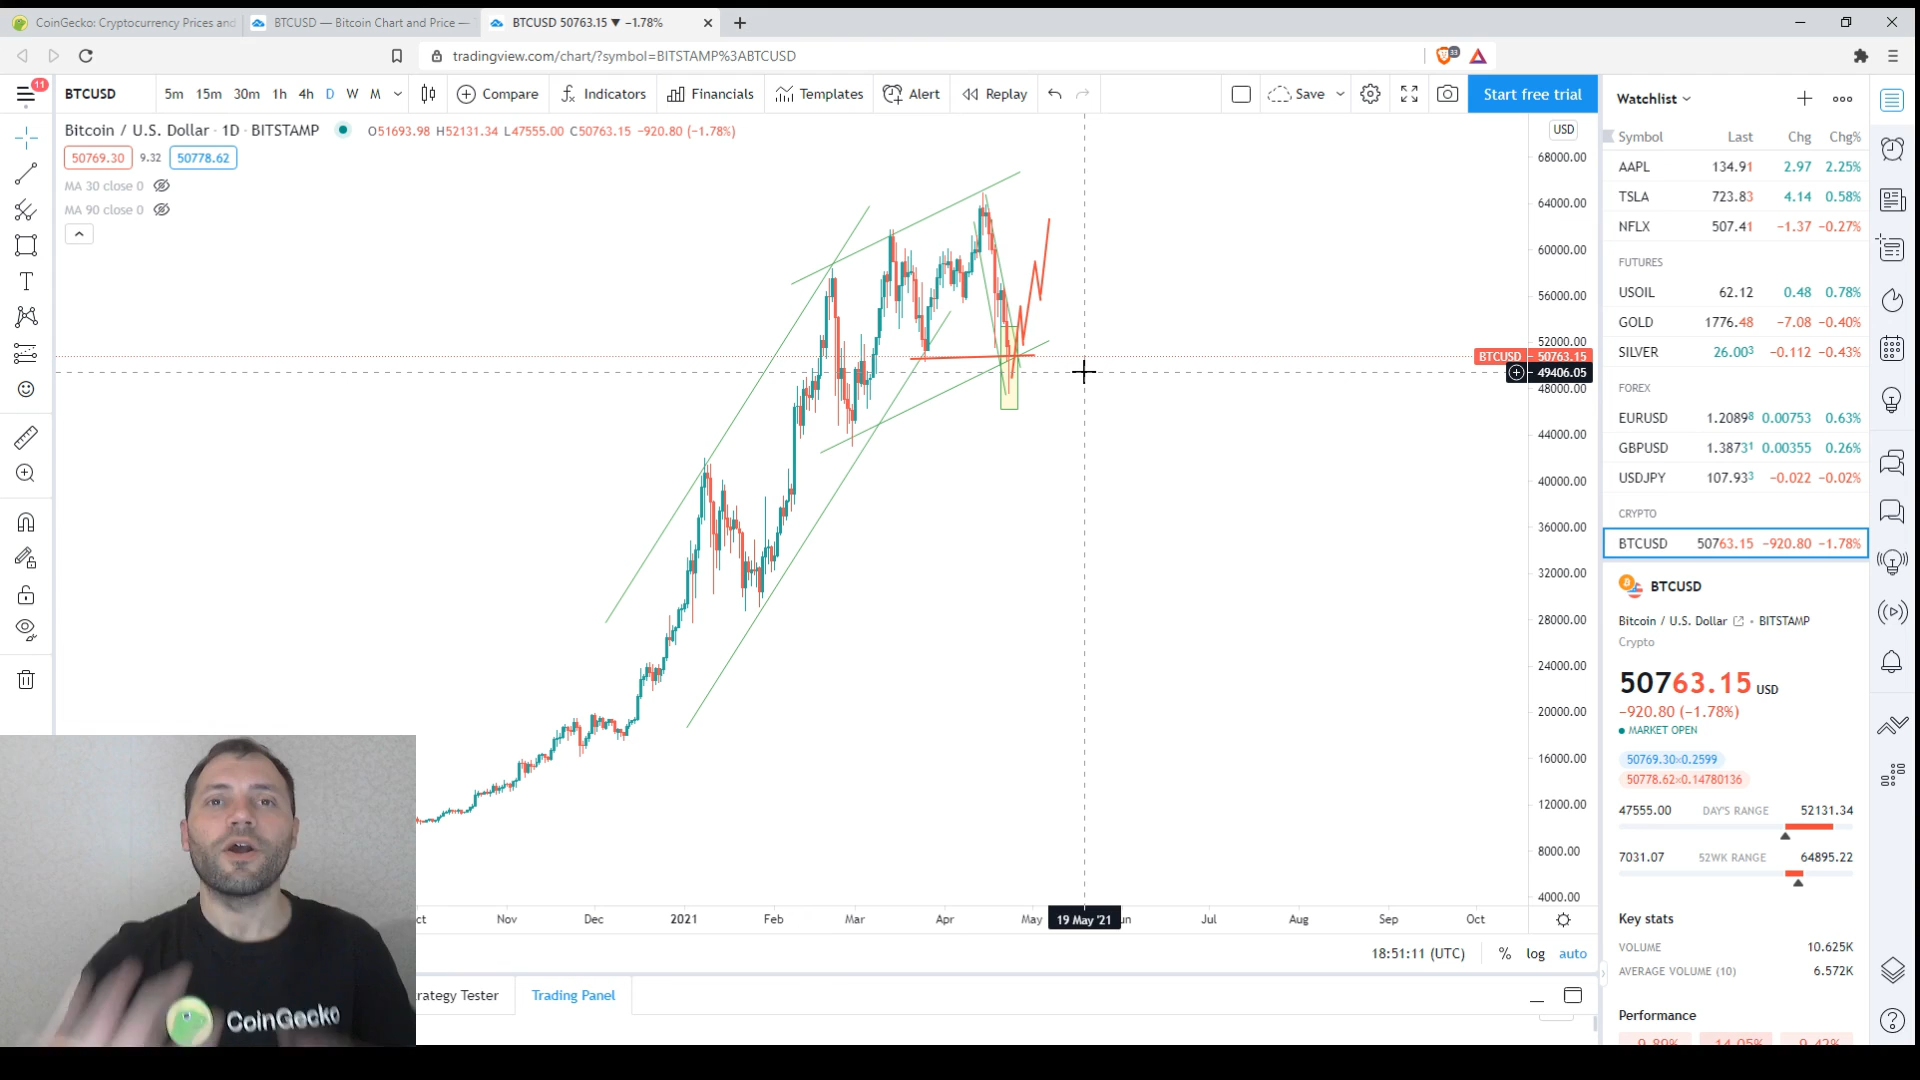 CoinGecko: Cryptocurrency Prices and
BTCUSD — Bitcoin Chart and Price —
BTCUSD 50763.15 ▼ −1.78%
tradingview.com/chart/?symbol=BITSTAMP%3ABTCUSD
33
11
BTCUSD 5m 15m 30m 1h 4h D W M Compare Indicators Financials Templates Alert Replay Save Start free trial
Bitcoin / U.S. Dollar · 1D · BITSTAMP O51693.98 H52131.34 L47555.00 C50763.15 −920.80 (−1.78%)
50769.30 9.32 50778.62
MA 30 close 0
MA 90 close 0
USD
68000.00
64000.00
60000.00
56000.00
52000.00
BTCUSD 50763.15
49406.05
48000.00
44000.00
40000.00
36000.00
32000.00
28000.00
24000.00
20000.00
16000.00
12000.00
8000.00
4000.00
Nov Dec 2021 Feb Mar Apr May 19 May '21 Jul Aug Sep Oct
18:51:11 (UTC) % log auto
Trading Panel
Tester
CoinGecko
Watchlist
Symbol Last Chg Chg%
AAPL 134.91 2.97 2.25%
TSLA 723.83 4.14 0.58%
NFLX 507.41 −1.37 −0.27%
FUTURES
USOIL 62.12 0.48 0.78%
GOLD 1776.48 −7.08 −0.40%
SILVER 26.003 −0.112 −0.43%
FOREX
EURUSD 1.20898 0.00753 0.63%
GBPUSD 1.38731 0.00355 0.26%
USDJPY 107.933 −0.022 −0.02%
CRYPTO
BTCUSD 50763.15 −920.80 −1.78%
BTCUSD
Bitcoin / U.S. Dollar • BITSTAMP
Crypto
50763.15 USD
−920.80 (−1.78%)
MARKET OPEN
50769.30×0.2599
50778.62×0.14780136
47555.00 DAY'S RANGE 52131.34
7031.07 52WK RANGE 64895.22
Key stats
VOLUME 10.625K
AVERAGE VOLUME (10) 6.572K
Performance